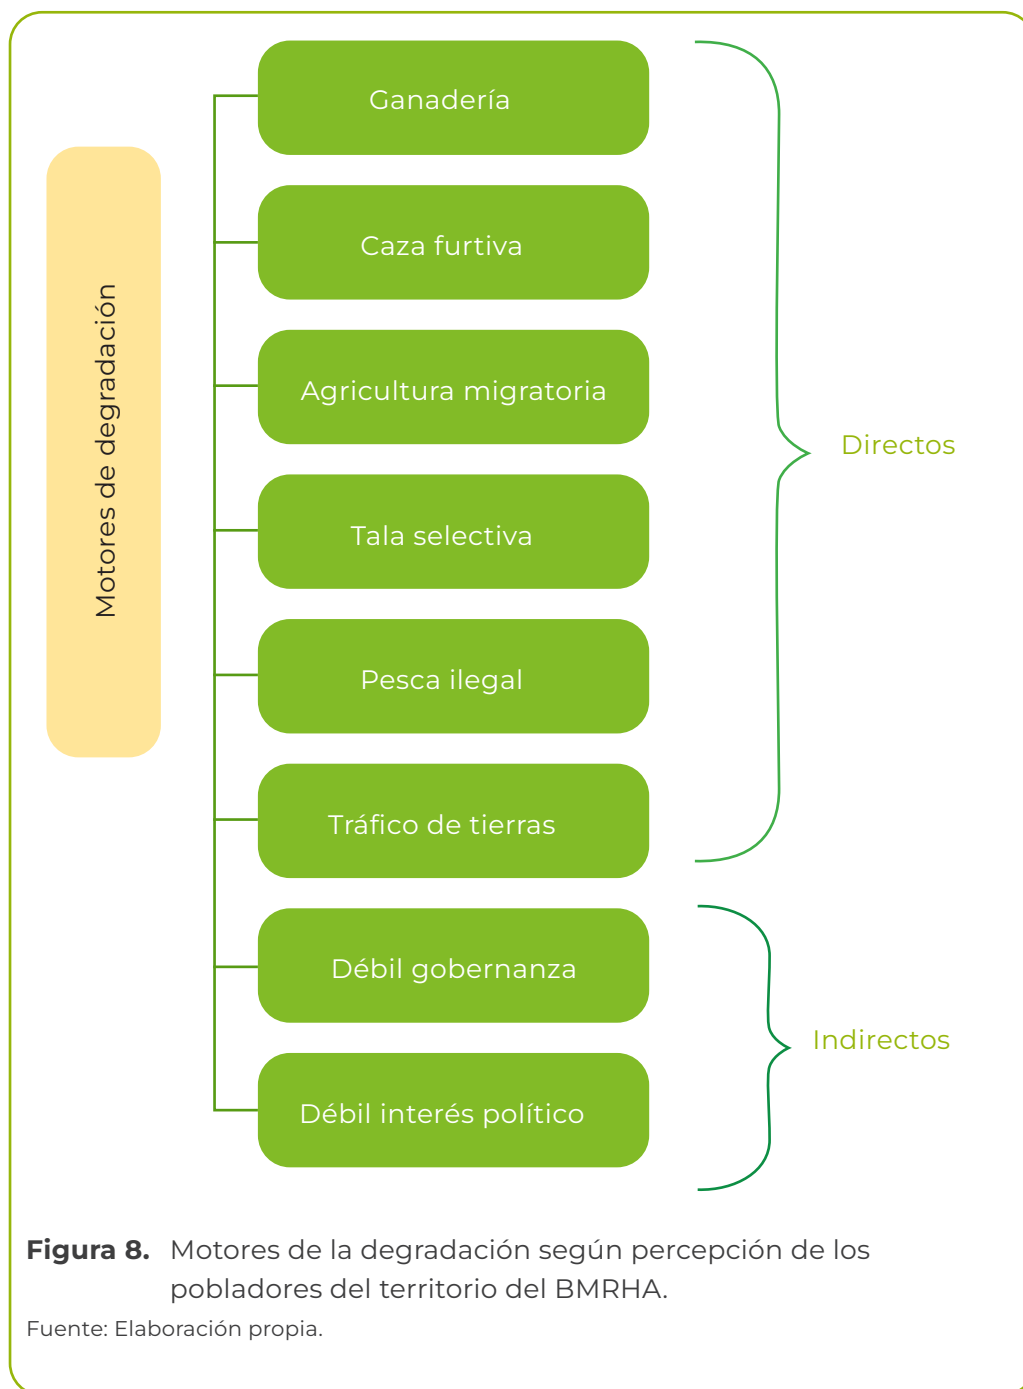 Motores de degradación
Ganadería
Caza furtiva
Agricultura migratoria
Tala selectiva
Pesca ilegal
Tráfico de tierras
Débil gobernanza
Débil interés político
Directos
Indirectos
Figura 8. Motores de la degradación según percepción de los
pobladores del territorio del BMRHA.
Fuente: Elaboración propia.